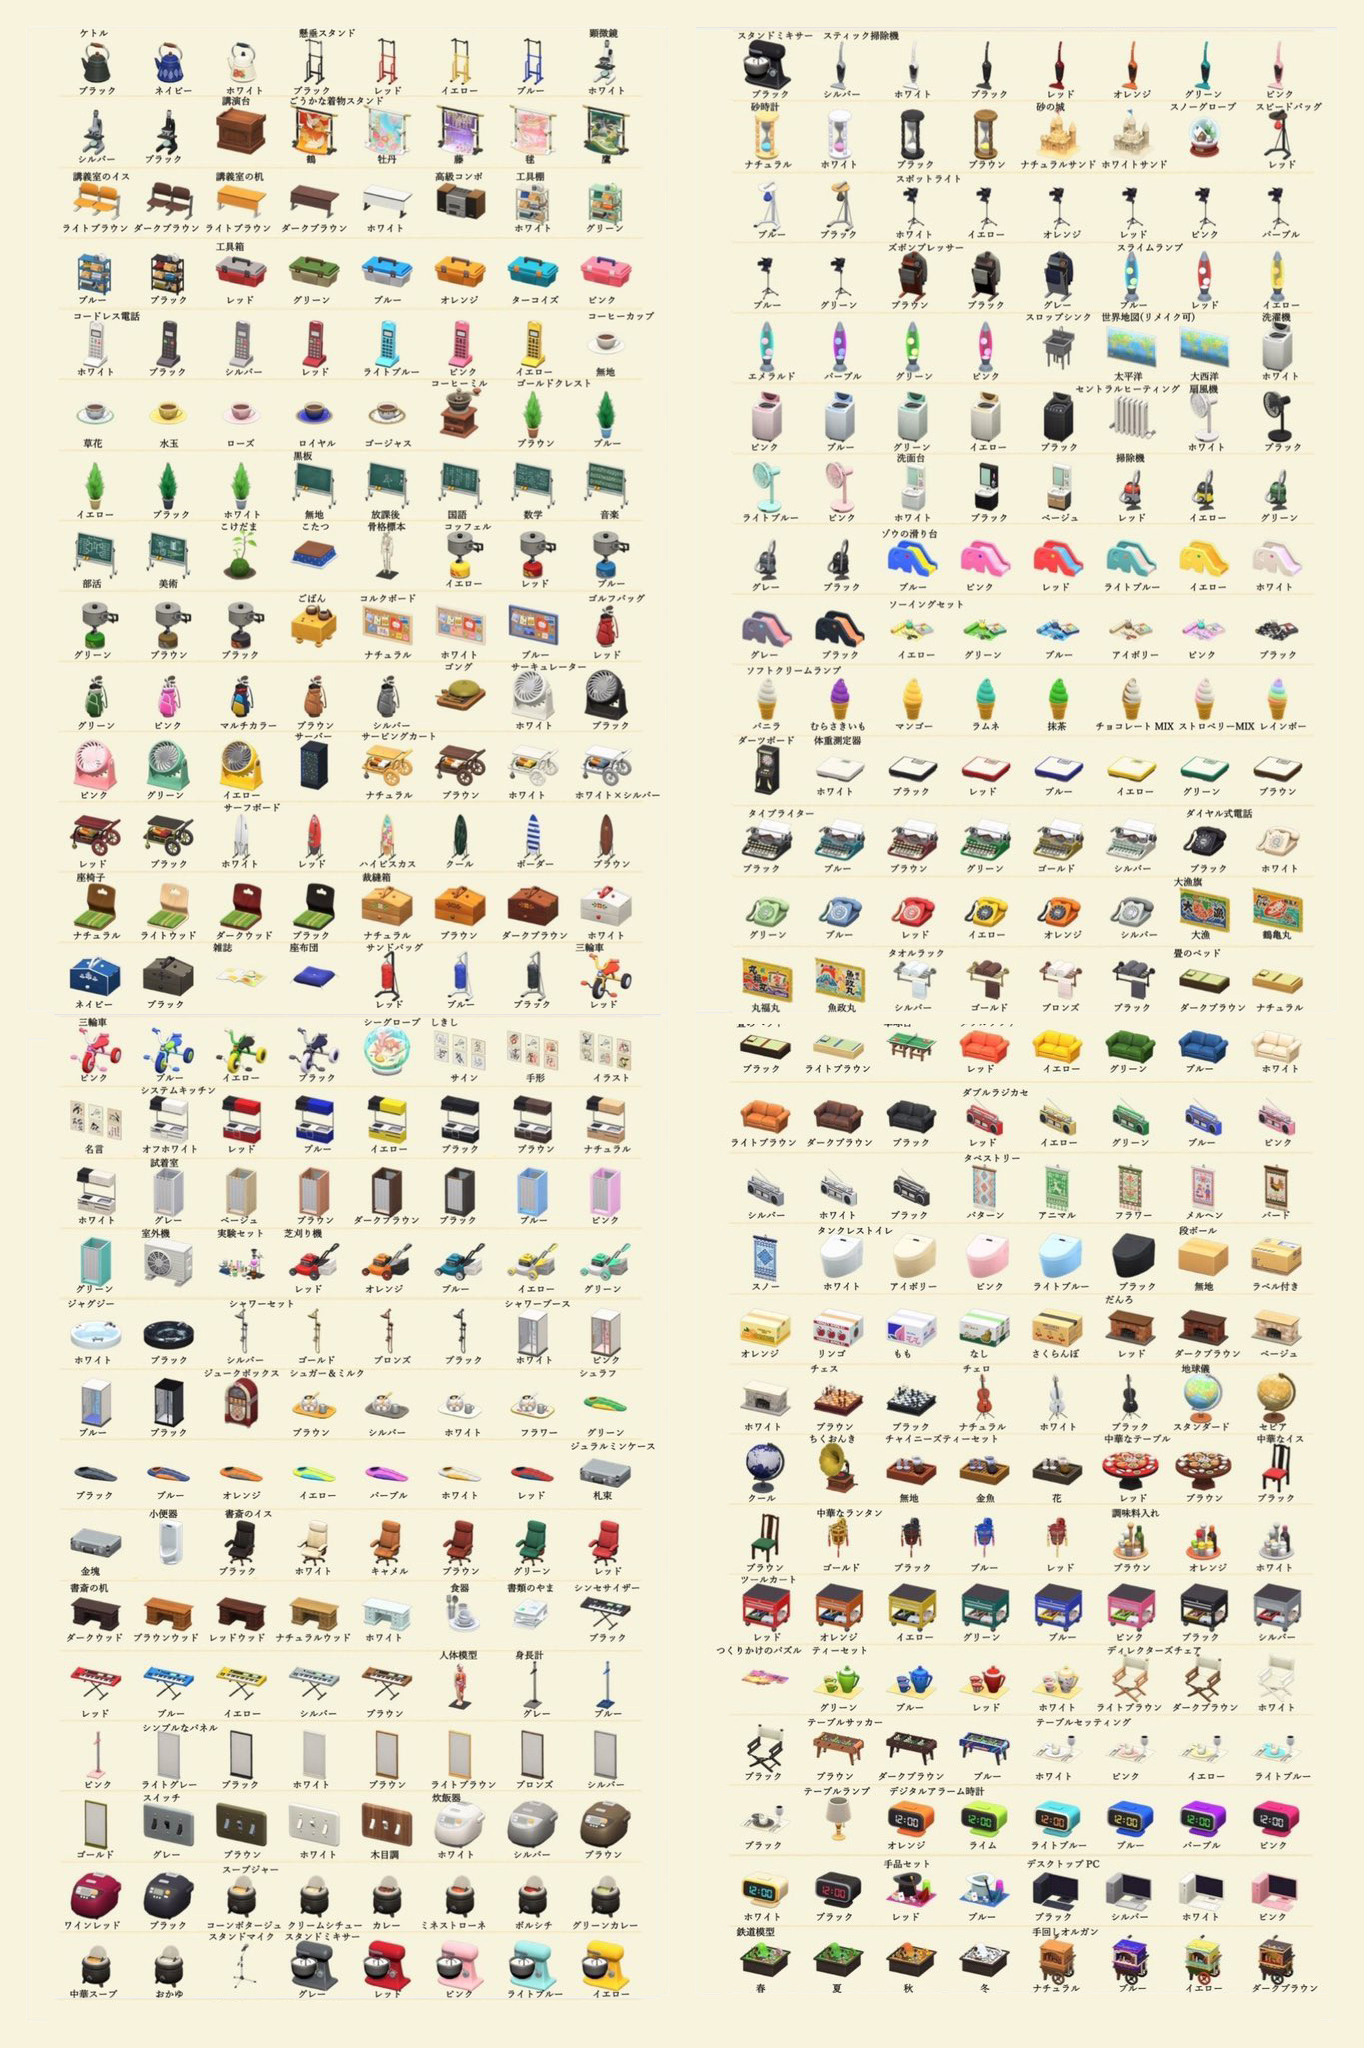 ケトル 懸垂スタンド 顕微鏡
ブラック ネイビー ホワイト ブラック レッド イエロー ブルー ホワイト
講演台 ごうかな着物スタンド
シルバー ブラック 鶴 牡丹 藤 毬 鷹
講義室のイス 講義室の机 高級コンポ 工具棚
ライトブラウン ダークブラウン ライトブラウン ダークブラウン ホワイト ホワイト グリーン
工具箱
ブルー ブラック レッド グリーン ブルー オレンジ ターコイズ ピンク
コードレス電話 コーヒーカップ
ホワイト ブラック シルバー レッド ライトブルー ピンク イエロー 無地
コーヒーミル ゴールドクレスト
草花 水玉 ローズ ロイヤル ゴージャス ブラウン ブルー
黒板
イエロー ブラック ホワイト 無地 放課後 国語 数学 音楽
こけだま こたつ 骨格標本 コッフェル
部活 美術 イエロー レッド ブルー
ごばん コルクボード ゴルフバッグ
グリーン ブラウン ブラック ナチュラル ホワイト ブルー レッド
ゴング サーキュレーター
グリーン ピンク マルチカラー ブラウン シルバー ホワイト ブラック
サーバー サービングカート
ピンク グリーン イエロー ナチュラル ブラウン ホワイト ホワイト×シルバー
サーフボード
レッド ブラック ホワイト レッド ハイビスカス クール ボーダー ブラウン
座椅子 裁縫箱
ナチュラル ライトウッド ダークウッド ブラック ナチュラル ブラウン ダークブラウン ホワイト
雑誌 座布団 サンドバッグ 三輪車
ネイビー ブラック レッド ブルー ブラック レッド
三輪車 シーグローブ しきし
ピンク ブルー イエロー ブラック サイン 手形 イラスト
システムキッチン
名言 オフホワイト レッド ブルー イエロー ブラック ブラウン ナチュラル
試着室
ホワイト グレー ベージュ ブラウン ダークブラウン ブラック ブルー ピンク
室外機 実験セット 芝刈り機
グリーン レッド オレンジ ブルー イエロー グリーン
ジャグジー シャワーセット シャワーブース
ホワイト ブラック シルバー ゴールド ブロンズ ブラック ホワイト ピンク
ジュークボックス シュガー&ミルク シュラフ
ブルー ブラック ブラウン シルバー ホワイト フラワー グリーン
ジュラルミンケース
ブラック ブルー オレンジ イエロー パープル ホワイト レッド 札束
小便器 書斎のイス
金塊 ブラック ホワイト キャメル ブラウン グリーン レッド
書斎の机 食器 書類のやま シンセサイザー
ダークウッド ブラウンウッド レッドウッド ナチュラルウッド ホワイト ブラック
人体模型 身長計
レッド ブルー イエロー シルバー ブラウン グレー ブルー
シンプルなパネル
ピンク ライトグレー ブラック ホワイト ブラウン ライトブラウン ブロンズ シルバー
スイッチ 炊飯器
ゴールド グレー ブラウン ホワイト 木目調 ホワイト シルバー ブラウン
スープジャー
ワインレッド ブラック コーンポタージュ クリームシチュー カレー ミネストローネ ボルシチ グリーンカレー
スタンドマイク スタンドミキサー
中華スープ おかゆ グレー レッド ピンク ライトブルー イエロー
スタンドミキサー スティック掃除機
ブラック シルバー ホワイト ブラック レッド オレンジ グリーン ピンク
砂時計 砂の城 スノーグローブ スピードバッグ
ナチュラル ホワイト ブラック ブラウン ナチュラルサンド ホワイトサンド レッド
スポットライト
ブルー ブラック ホワイト イエロー オレンジ レッド ピンク パープル
ズボンプレッサー スライムランプ
ブルー グリーン ブラウン ブラック グレー ブルー レッド イエロー
スロップシンク 世界地図(リメイク可) 洗濯機
エメラルド パープル グリーン ピンク 太平洋 大西洋 ホワイト
セントラルヒーティング 扇風機
ピンク ブルー グリーン イエロー ブラック ホワイト ブラック
洗面台 掃除機
ライトブルー ピンク ホワイト ブラック ベージュ レッド イエロー グリーン
ゾウの滑り台
グレー ブラック ブルー ピンク レッド ライトブルー イエロー ホワイト
ソーイングセット
グレー ブラック イエロー グリーン ブルー アイボリー ピンク ブラック
ソフトクリームランプ
バニラ むらさきいも マンゴー ラムネ 抹茶 チョコレート MIX ストロベリーMIX レインボー
ダーツボード 体重測定器
ホワイト ブラック レッド ブルー イエロー グリーン ブラウン
タイプライター ダイヤル式電話
ブラック ブルー ブラウン グリーン ゴールド シルバー ブラック ホワイト
大漁旗
グリーン ブルー レッド イエロー オレンジ シルバー 大漁 鶴亀丸
タオルラック 畳のベッド
丸福丸 魚政丸 シルバー ゴールド ブロンズ ブラック ダークブラウン ナチュラル
ブラック ライトブラウン レッド イエロー グリーン ブルー ホワイト
ダブルラジカセ
ライトブラウン ダークブラウン ブラック レッド イエロー グリーン ブルー ピンク
タペストリー
シルバー ホワイト ブラック パターン アニマル フラワー メルヘン バード
タンクレストイレ 段ボール
スノー ホワイト アイボリー ピンク ライトブルー ブラック 無地 ラベル付き
だんろ
オレンジ リンゴ もも なし さくらんぼ レッド ダークブラウン ベージュ
チェス チェロ 地球儀
ホワイト ブラウン ブラック ナチュラル ホワイト ブラック スタンダード セピア
ちくおんき チャイニーズティーセット 中華なテーブル 中華なイス
クール 無地 金魚 花 レッド ブラウン ブラック
中華なランタン 調味料入れ
ブラウン ゴールド ブラック ブルー レッド ブラウン オレンジ ホワイト
ツールカート
レッド オレンジ イエロー グリーン ブルー ピンク ブラック シルバー
つくりかけのパズル ティーセット ディレクターズチェア
グリーン ブルー レッド ホワイト ライトブラウン ダークブラウン ホワイト
テーブルサッカー テーブルセッティング
ブラック ブラウン ダークブラウン ブルー ホワイト ピンク イエロー ライトブルー
テーブルランプ デジタルアラーム時計
ブラック オレンジ ライム ライトブルー ブルー パープル ピンク
手品セット デスクトップ PC
ホワイト ブラック レッド ブルー ブラック シルバー ホワイト ピンク
鉄道模型 手回しオルガン
春 夏 秋 冬 ナチュラル ブルー イエロー ダークブラウン